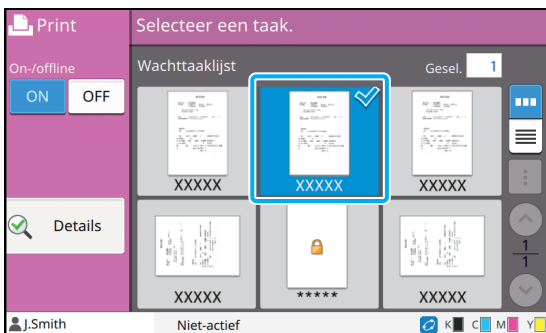 Print
Selecteer een taak.
On-/offline
ON OFF
Wachttaaklijst
Gesel. 1
XXXXX XXXXX XXXXX
Details
XXXXX ***** XXXXX
1
1
J.Smith
Niet-actief
K C M Y